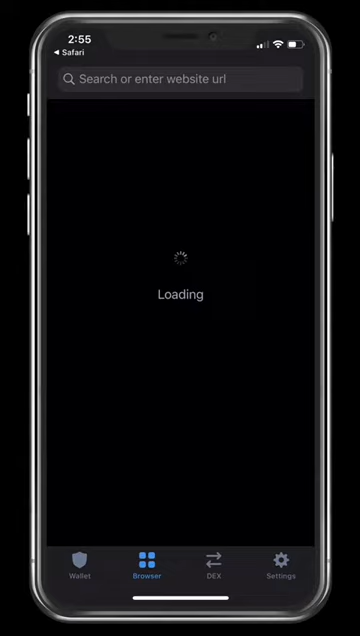 2:55
Safari
Search or enter website url
Loading
Wallet
Browser
DEX
Settings